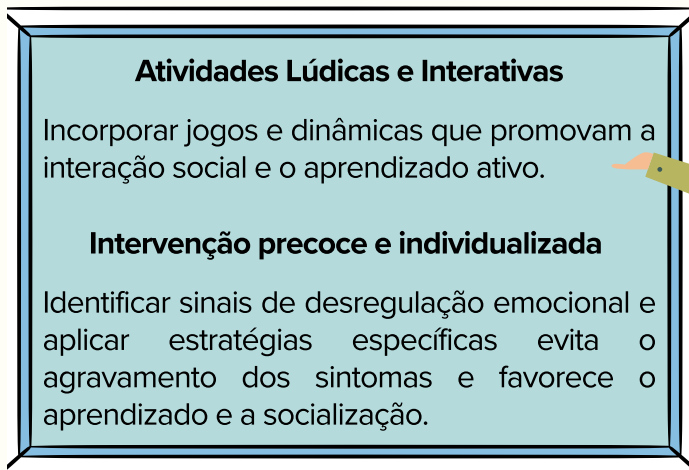 Atividades Lúdicas e Interativas
Incorporar jogos e dinâmicas que promovam a
interação social e o aprendizado ativo.
Intervenção precoce e individualizada
Identificar sinais de desregulação emocional e
aplicar estratégias específicas evita o
agravamento dos sintomas e favorece o
aprendizado e a socialização.